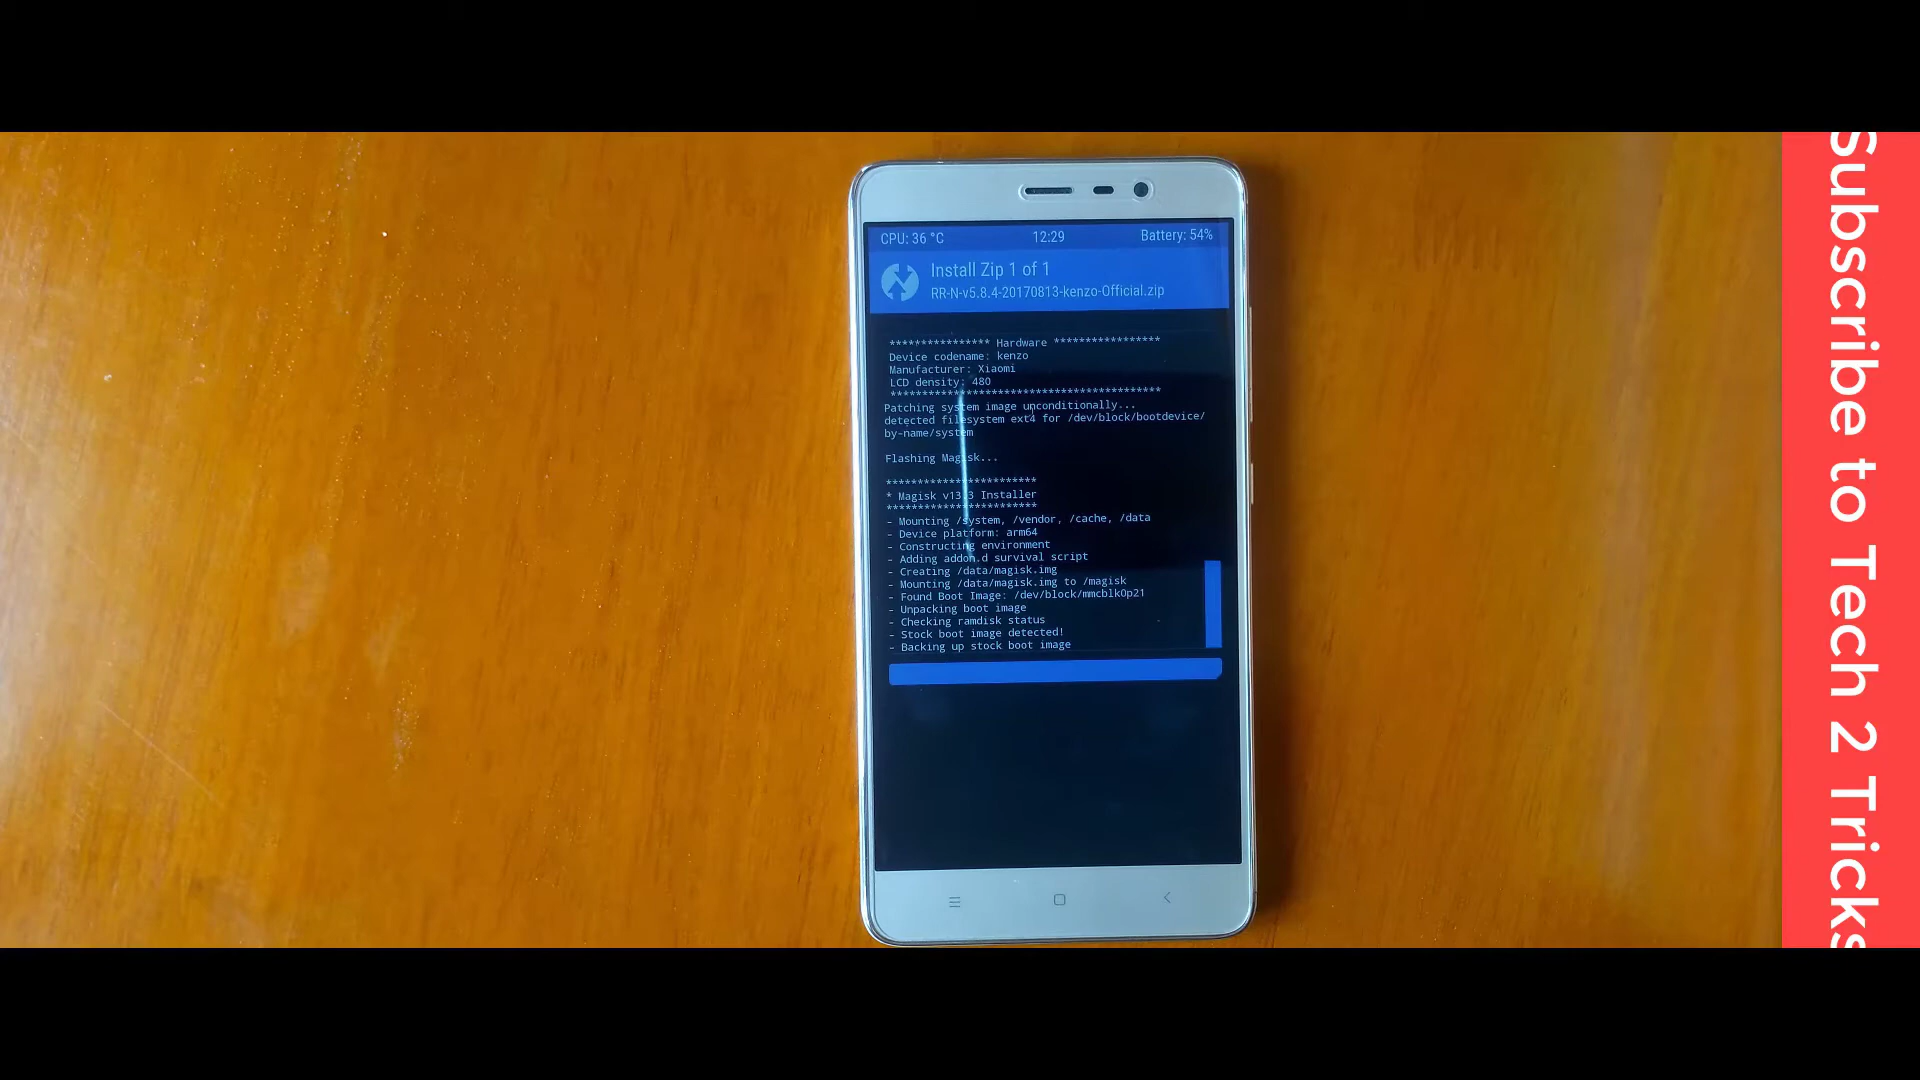 CPU: 36 °C 12:29 Battery: 54%
Install Zip 1 of 1
RR-N-v5.8.4-20170813-kenzo-Official.zip
**************** Hardware *****************
Device codename: kenzo
Manufacturer: Xiaomi
LCD density: 480
*******************************************
Patching system image unconditionally...
detected filesystem ext4 for /dev/block/bootdevice/
by-name/system
Flashing Magisk...
************************
* Magisk v13.3 Installer
************************
- Mounting /system, /vendor, /cache, /data
- Device platform: arm64
- Constructing environment
- Adding addon.d survival script
- Creating /data/magisk.img
- Mounting /data/magisk.img to /magisk
- Found Boot Image: /dev/block/mmcblk0p21
- Unpacking boot image
- Checking ramdisk status
- Stock boot image detected!
- Backing up stock boot image
Subscribe to Tech 2 Tricks